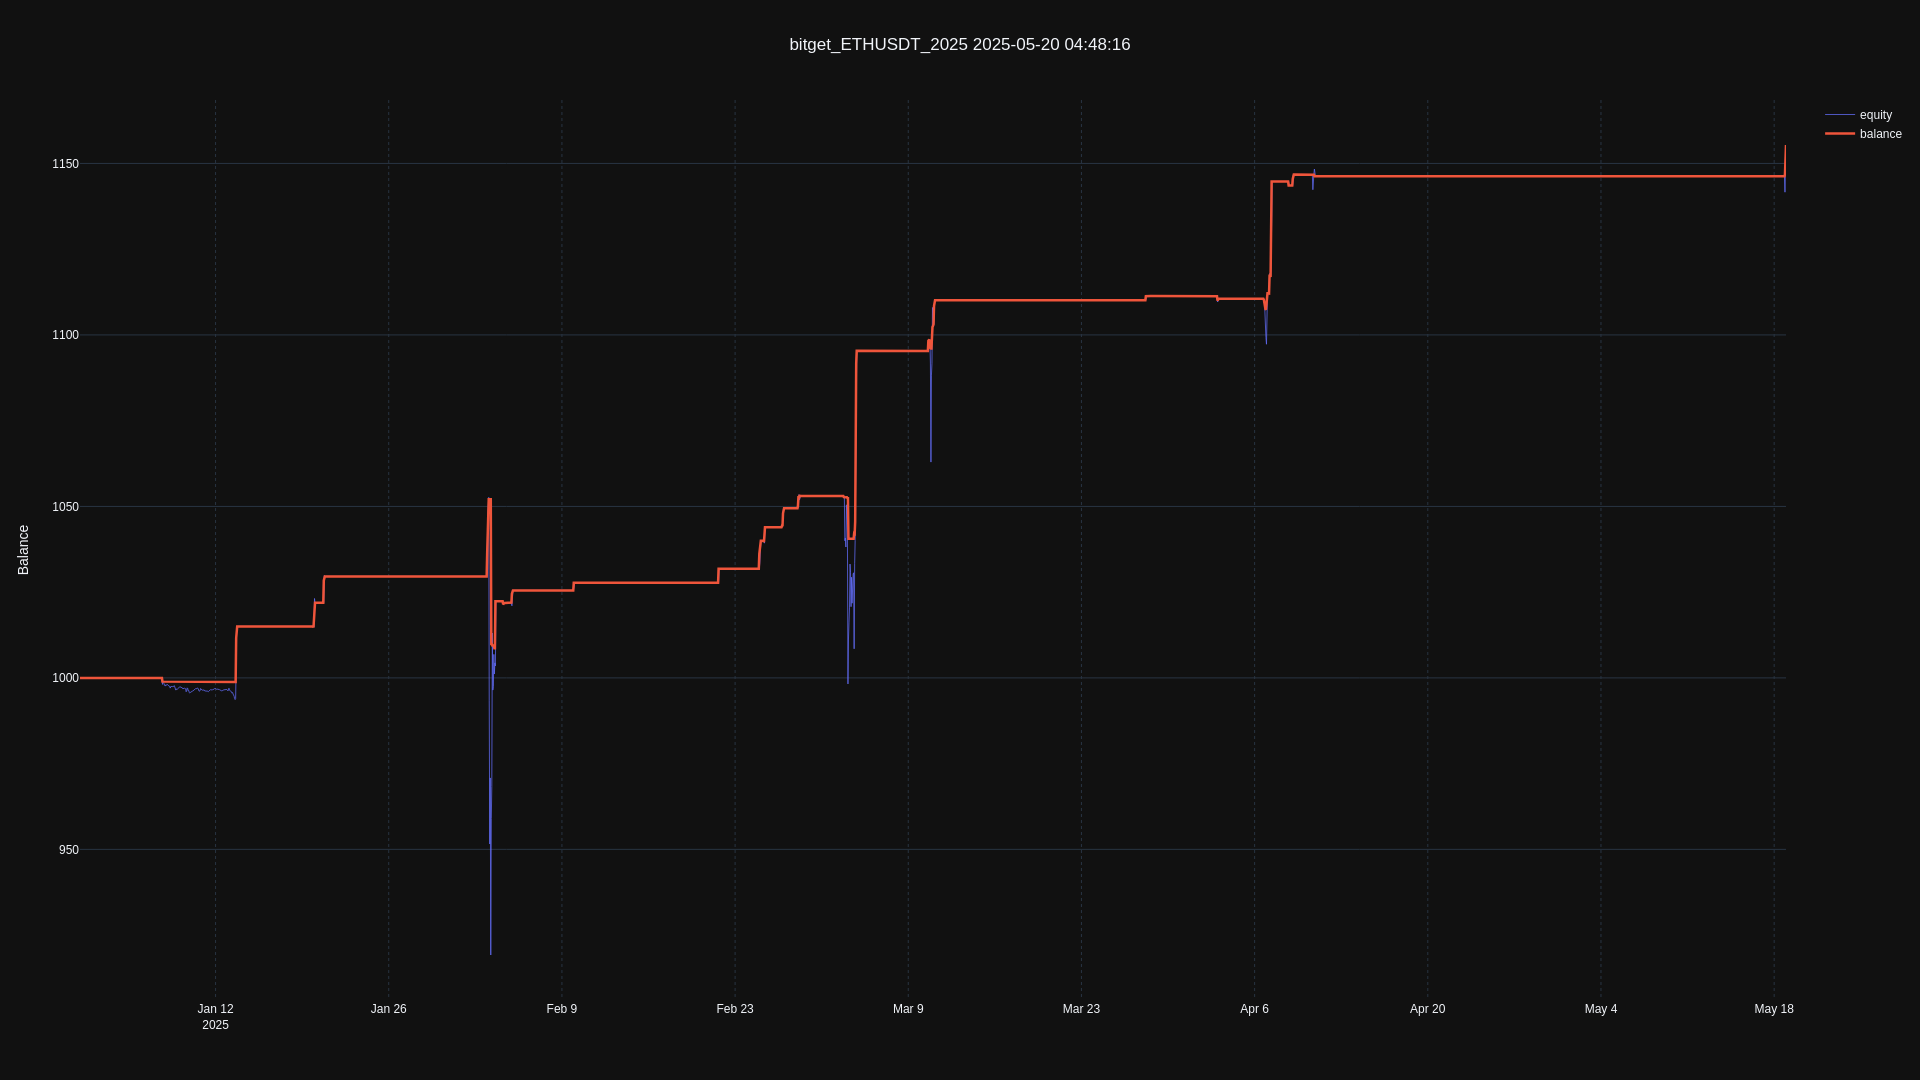 bitget_ETHUSDT_2025 2025-05-20 04:48:16
equity
balance
1150
1100
1050
1000
950
Balance
Jan 12
2025
Jan 26
Feb 9
Feb 23
Mar 9
Mar 23
Apr 6
Apr 20
May 4
May 18